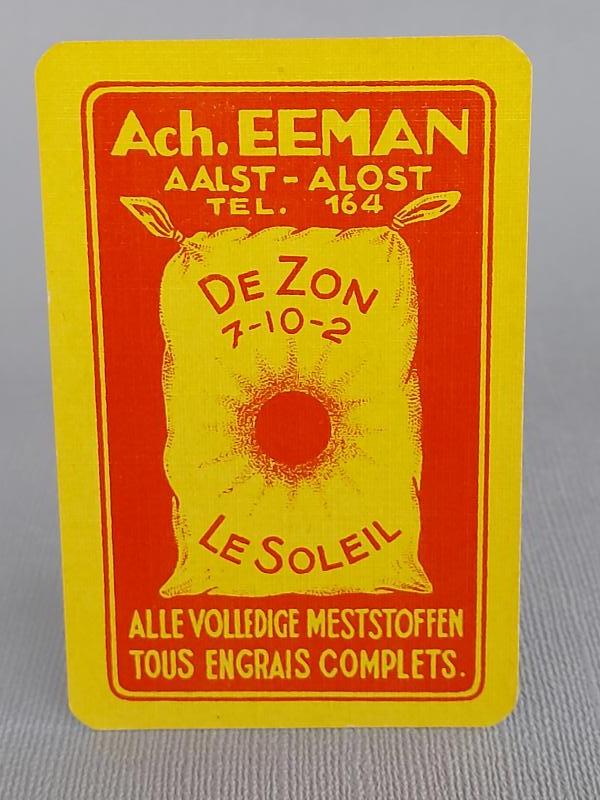 Ach. EEMAN
AALST - ALOST
TEL. 164
DE ZON
7-10-2
LE SOLEIL
ALLE VOLLEDIGE MESTSTOFFEN
TOUS ENGRAIS COMPLETS.